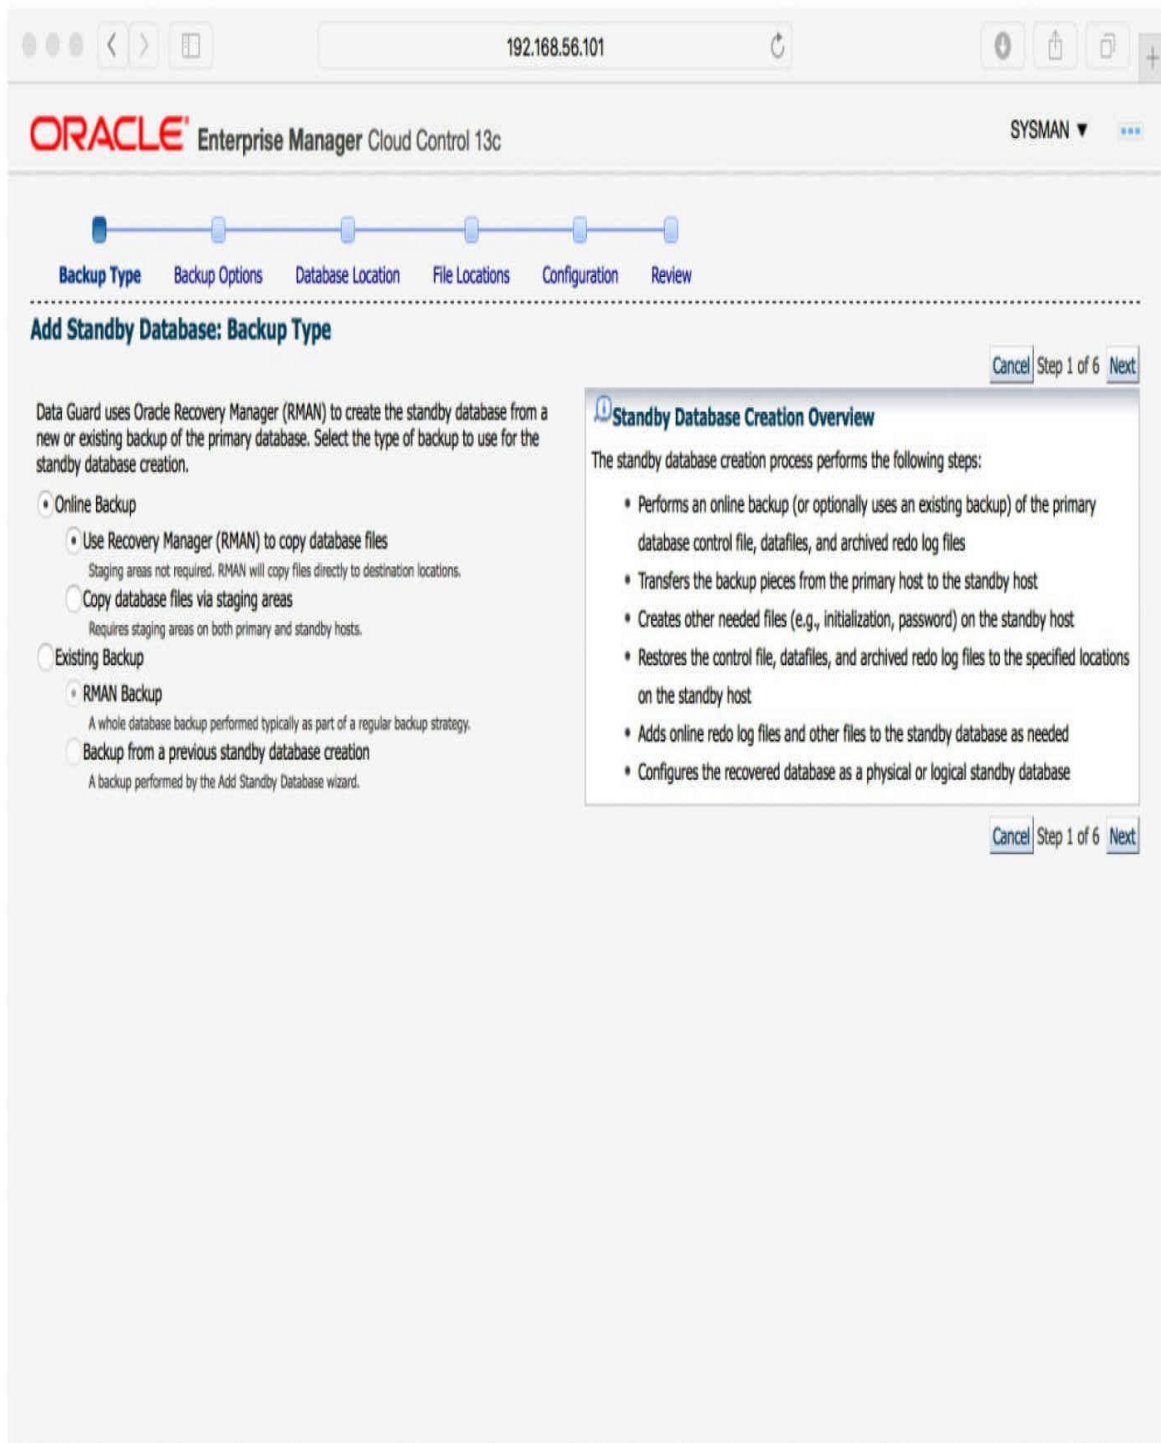 192.168.56.101
ORACLE Enterprise Manager Cloud Control 13c
SYSMAN ▼
Backup Type
Backup Options
Database Location
File Locations
Configuration
Review
Add Standby Database: Backup Type
Cancel Step 1 of 6 Next
Data Guard uses Oracle Recovery Manager (RMAN) to create the standby database from a
new or existing backup of the primary database. Select the type of backup to use for the
standby database creation.
Online Backup
Use Recovery Manager (RMAN) to copy database files
Staging areas not required. RMAN will copy files directly to destination locations.
Copy database files via staging areas
Requires staging areas on both primary and standby hosts.
Existing Backup
RMAN Backup
A whole database backup performed typically as part of a regular backup strategy.
Backup from a previous standby database creation
A backup performed by the Add Standby Database wizard.
Standby Database Creation Overview
The standby database creation process performs the following steps:
• Performs an online backup (or optionally uses an existing backup) of the primary
database control file, datafiles, and archived redo log files
• Transfers the backup pieces from the primary host to the standby host
• Creates other needed files (e.g., initialization, password) on the standby host
• Restores the control file, datafiles, and archived redo log files to the specified locations
on the standby host
• Adds online redo log files and other files to the standby database as needed
• Configures the recovered database as a physical or logical standby database
Cancel Step 1 of 6 Next